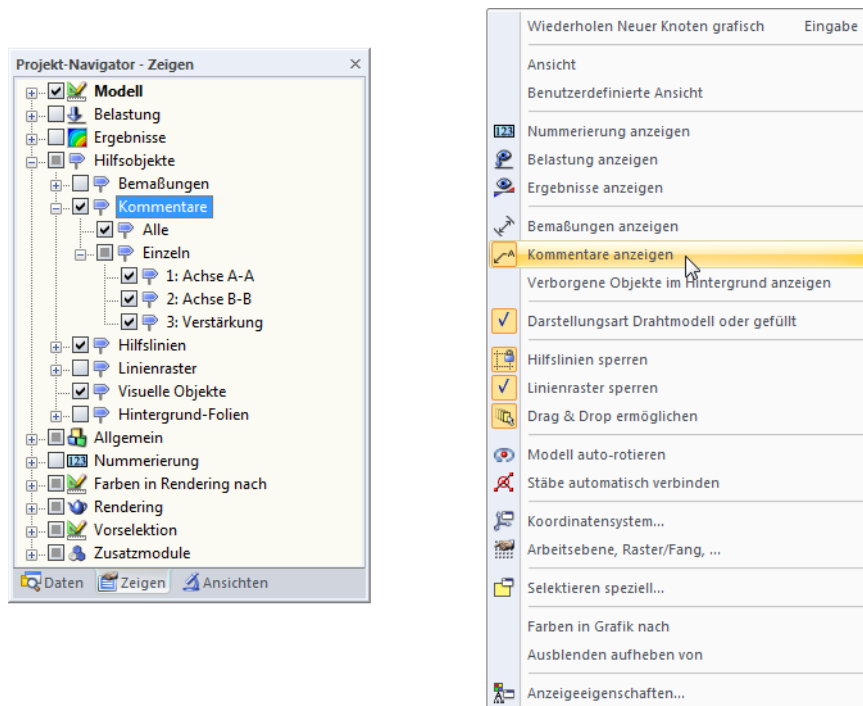 Projekt-Navigator - Zeigen
Modell
Belastung
Ergebnisse
Hilfsobjekte
Bemaßungen
Kommentare
Alle
Einzeln
1: Achse A-A
2: Achse B-B
3: Verstärkung
Hilfslinien
Linienraster
Visuelle Objekte
Hintergrund-Folien
Allgemein
123 Nummerierung
Farben in Rendering nach
Rendering
Vorselektion
Zusatzmodule
Daten Zeigen Ansichten
Wiederholen Neuer Knoten grafisch Eingabe
Ansicht
Benutzerdefinierte Ansicht
123 Nummerierung anzeigen
Belastung anzeigen
Ergebnisse anzeigen
Bemaßungen anzeigen
A Kommentare anzeigen
Verborgene Objekte im Hintergrund anzeigen
Darstellungsart Drahtmodell oder gefüllt
Hilfslinien sperren
Linienraster sperren
Drag & Drop ermöglichen
Modell auto-rotieren
Stäbe automatisch verbinden
Koordinatensystem...
Arbeitsebene, Raster/Fang, ...
Selektieren speziell...
Farben in Grafik nach
Ausblenden aufheben von
Anzeigeeigenschaften...